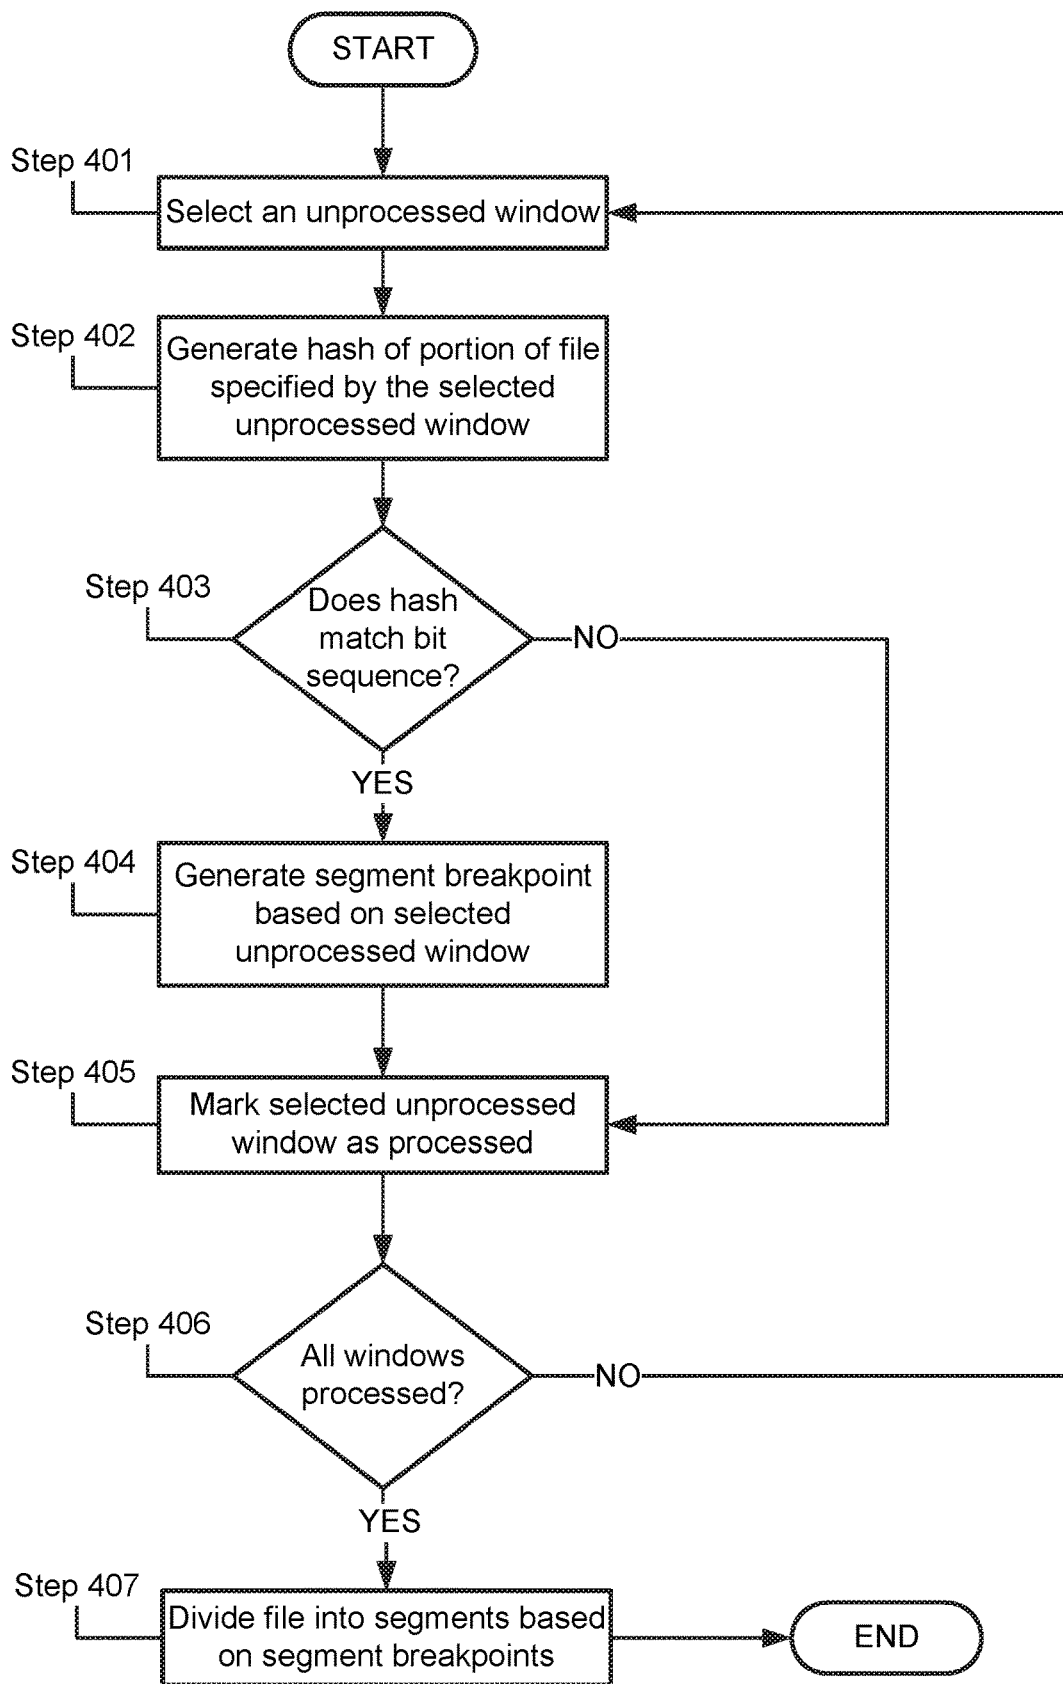 START
Step 401
Select an unprocessed window
Step 402
Generate hash of portion of file
specified by the selected
unprocessed window
Step 403
Does hash
match bit
sequence?
NO
YES
Step 404
Generate segment breakpoint
based on selected
unprocessed window
Step 405
Mark selected unprocessed
window as processed
Step 406
All windows
processed?
NO
YES
Step 407
Divide file into segments based
on segment breakpoints
END